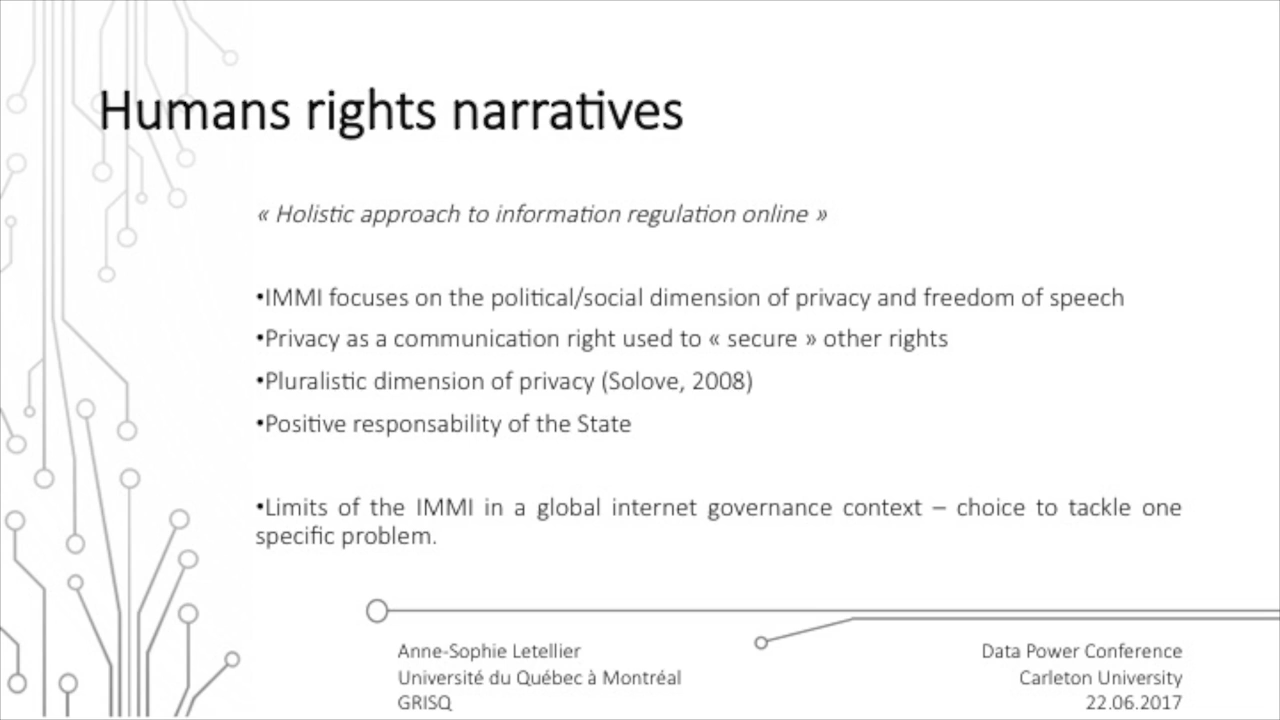 Humans rights narratives
« Holistic approach to information regulation online »
•IMMI focuses on the political/social dimension of privacy and freedom of speech
•Privacy as a communication right used to « secure » other rights
•Pluralistic dimension of privacy (Solove, 2008)
•Positive responsability of the State
•Limits of the IMMI in a global internet governance context – choice to tackle one
specific problem.
Anne-Sophie Letellier
Université du Québec à Montréal
GRISQ
Data Power Conference
Carleton University
22.06.2017